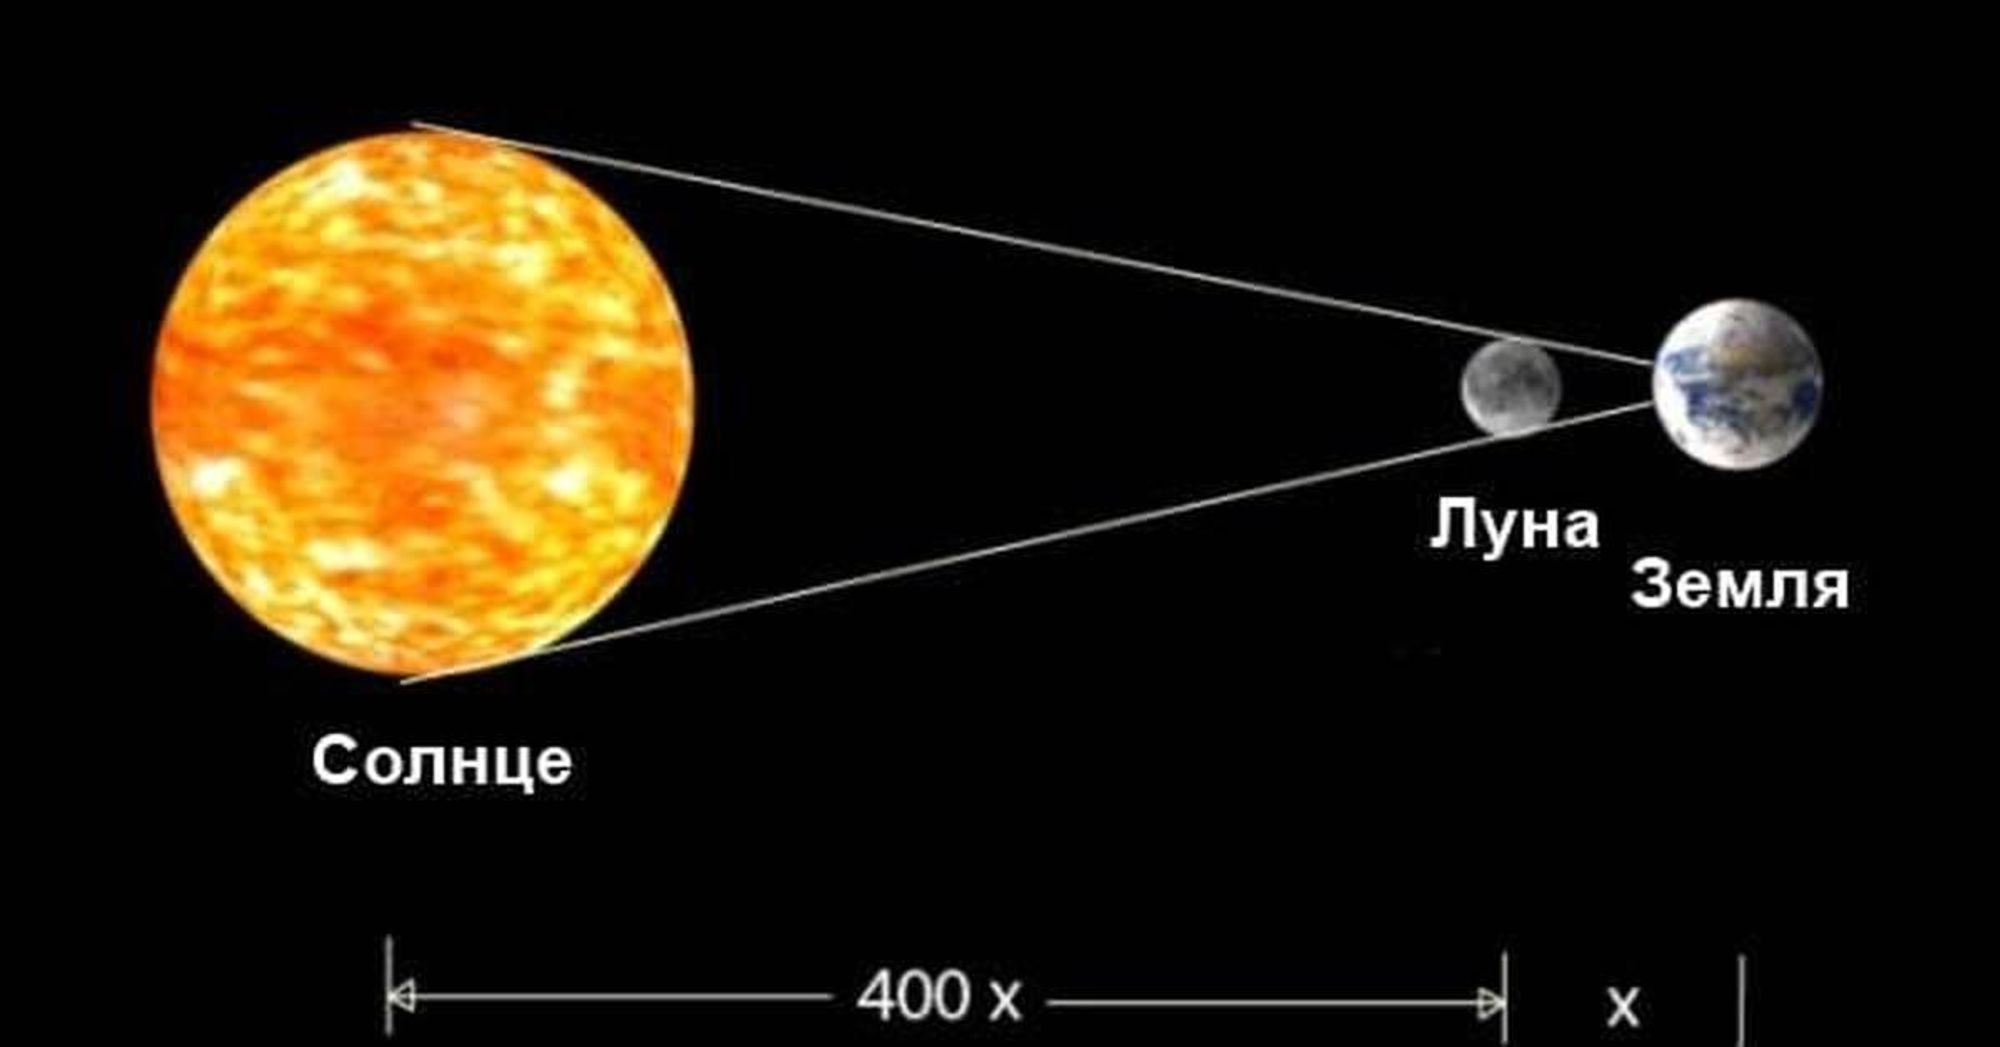 Луна
Земля
Солнце
400 x
x